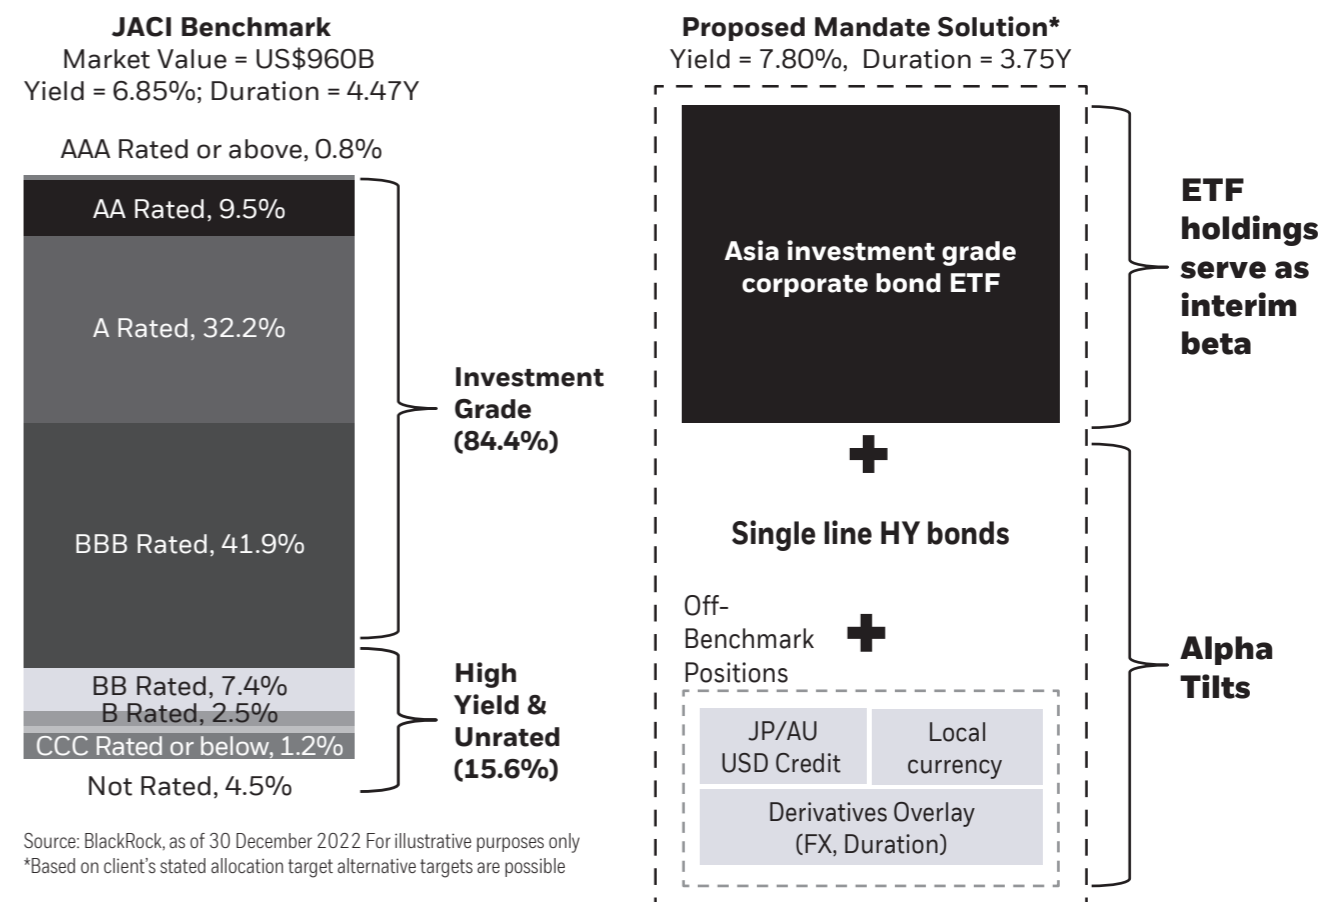 JACI Benchmark
Market Value = US$960B
Yield = 6.85%; Duration = 4.47Y
AAA Rated or above, 0.8%
AA Rated, 9.5%
A Rated, 32.2%
BBB Rated, 41.9%
BB Rated, 7.4%
B Rated, 2.5%
CCC Rated or below, 1.2%
Not Rated, 4.5%
Investment
Grade
(84.4%)
High
Yield &
Unrated
(15.6%)
Source: BlackRock, as of 30 December 2022 For illustrative purposes only
*Based on client's stated allocation target alternative targets are possible
Proposed Mandate Solution*
Yield = 7.80%, Duration = 3.75Y
Asia investment grade
corporate bond ETF
+
Single line HY bonds
+
Off-
Benchmark
Positions
JP/AU
USD Credit
Local
currency
Derivatives Overlay
(FX, Duration)
ETF
holdings
serve as
interim
beta
Alpha
Tilts